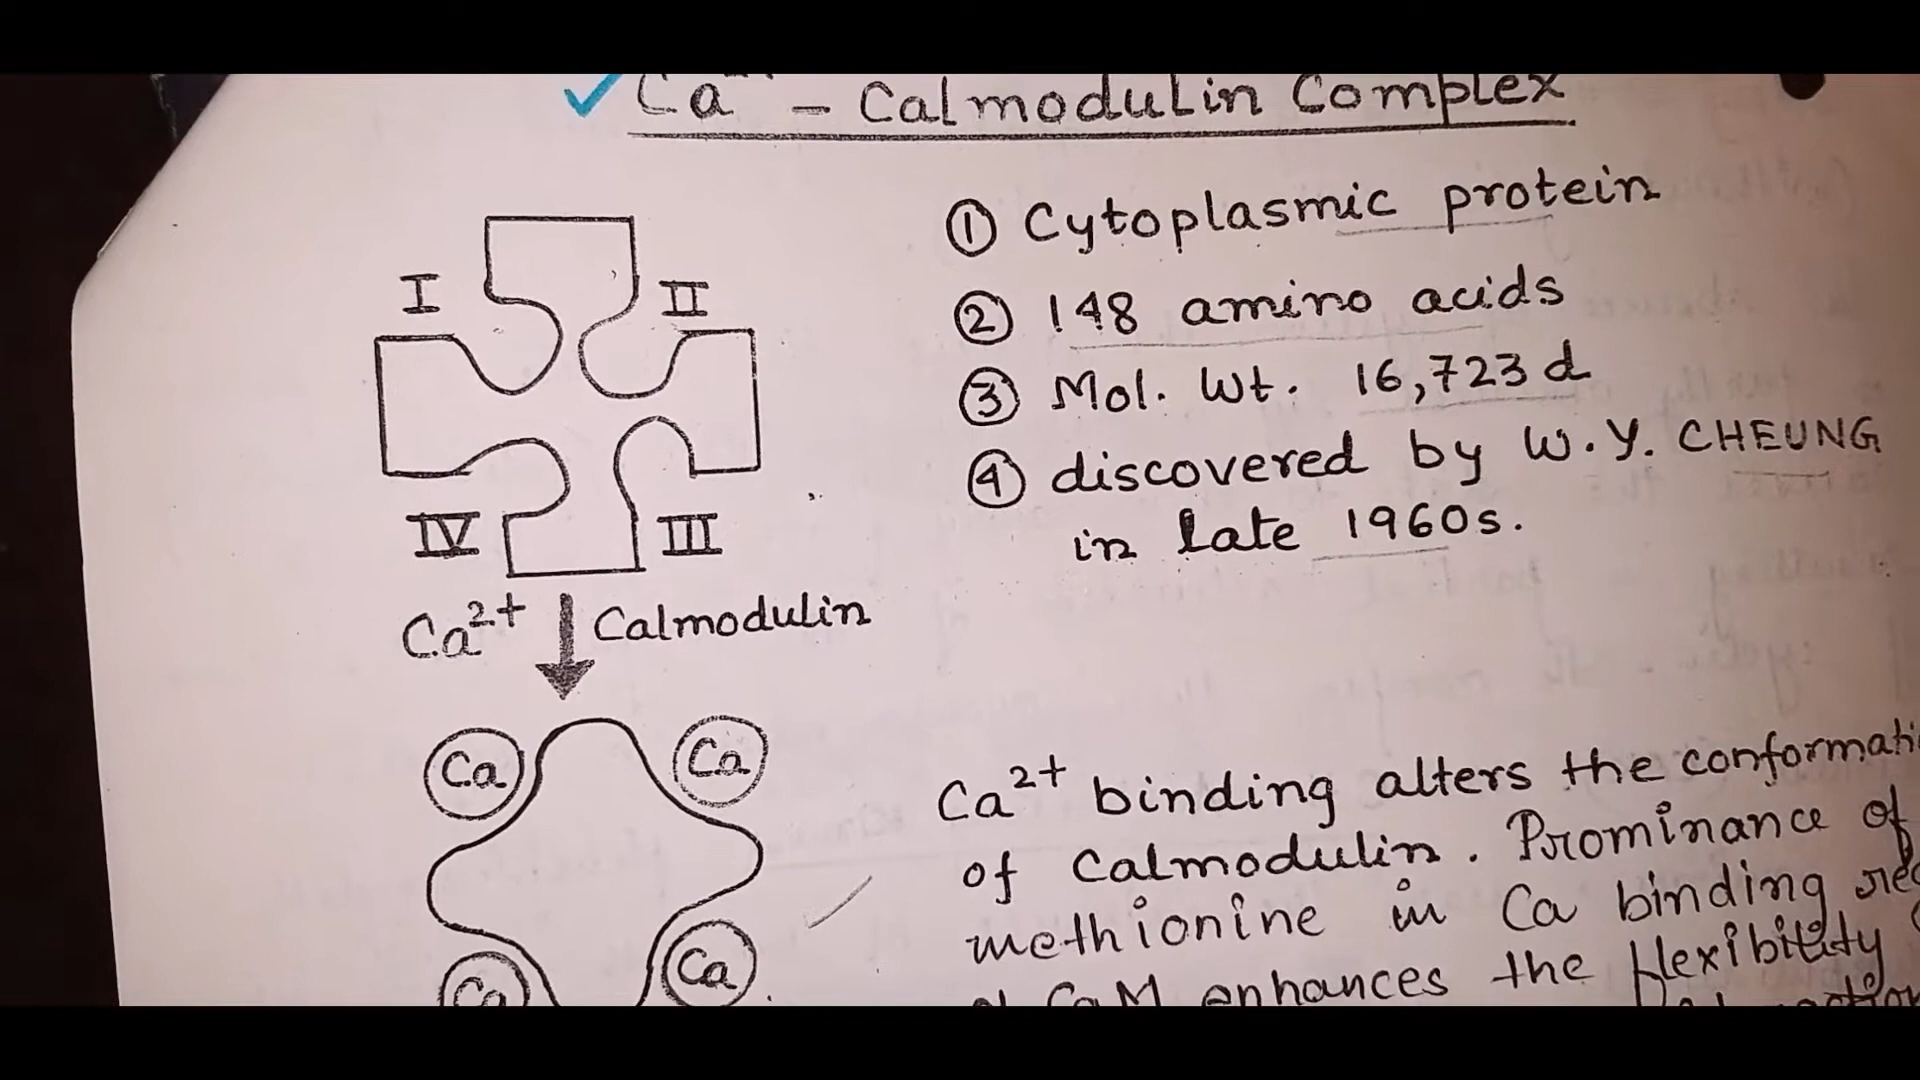 ✓ Ca²⁺ - Calmodulin Complex
I
II
IV
III
Ca²⁺ Calmodulin
Ca
Ca
Ca
Ca
① Cytoplasmic protein
② 148 amino acids
③ Mol. Wt. 16,723 d
④ discovered by W.Y. CHEUNG
in late 1960s.
Ca²⁺ binding alters the
of Calmodulin. Prominance of
methionine in Ca binding
CaM enhances the flexibility